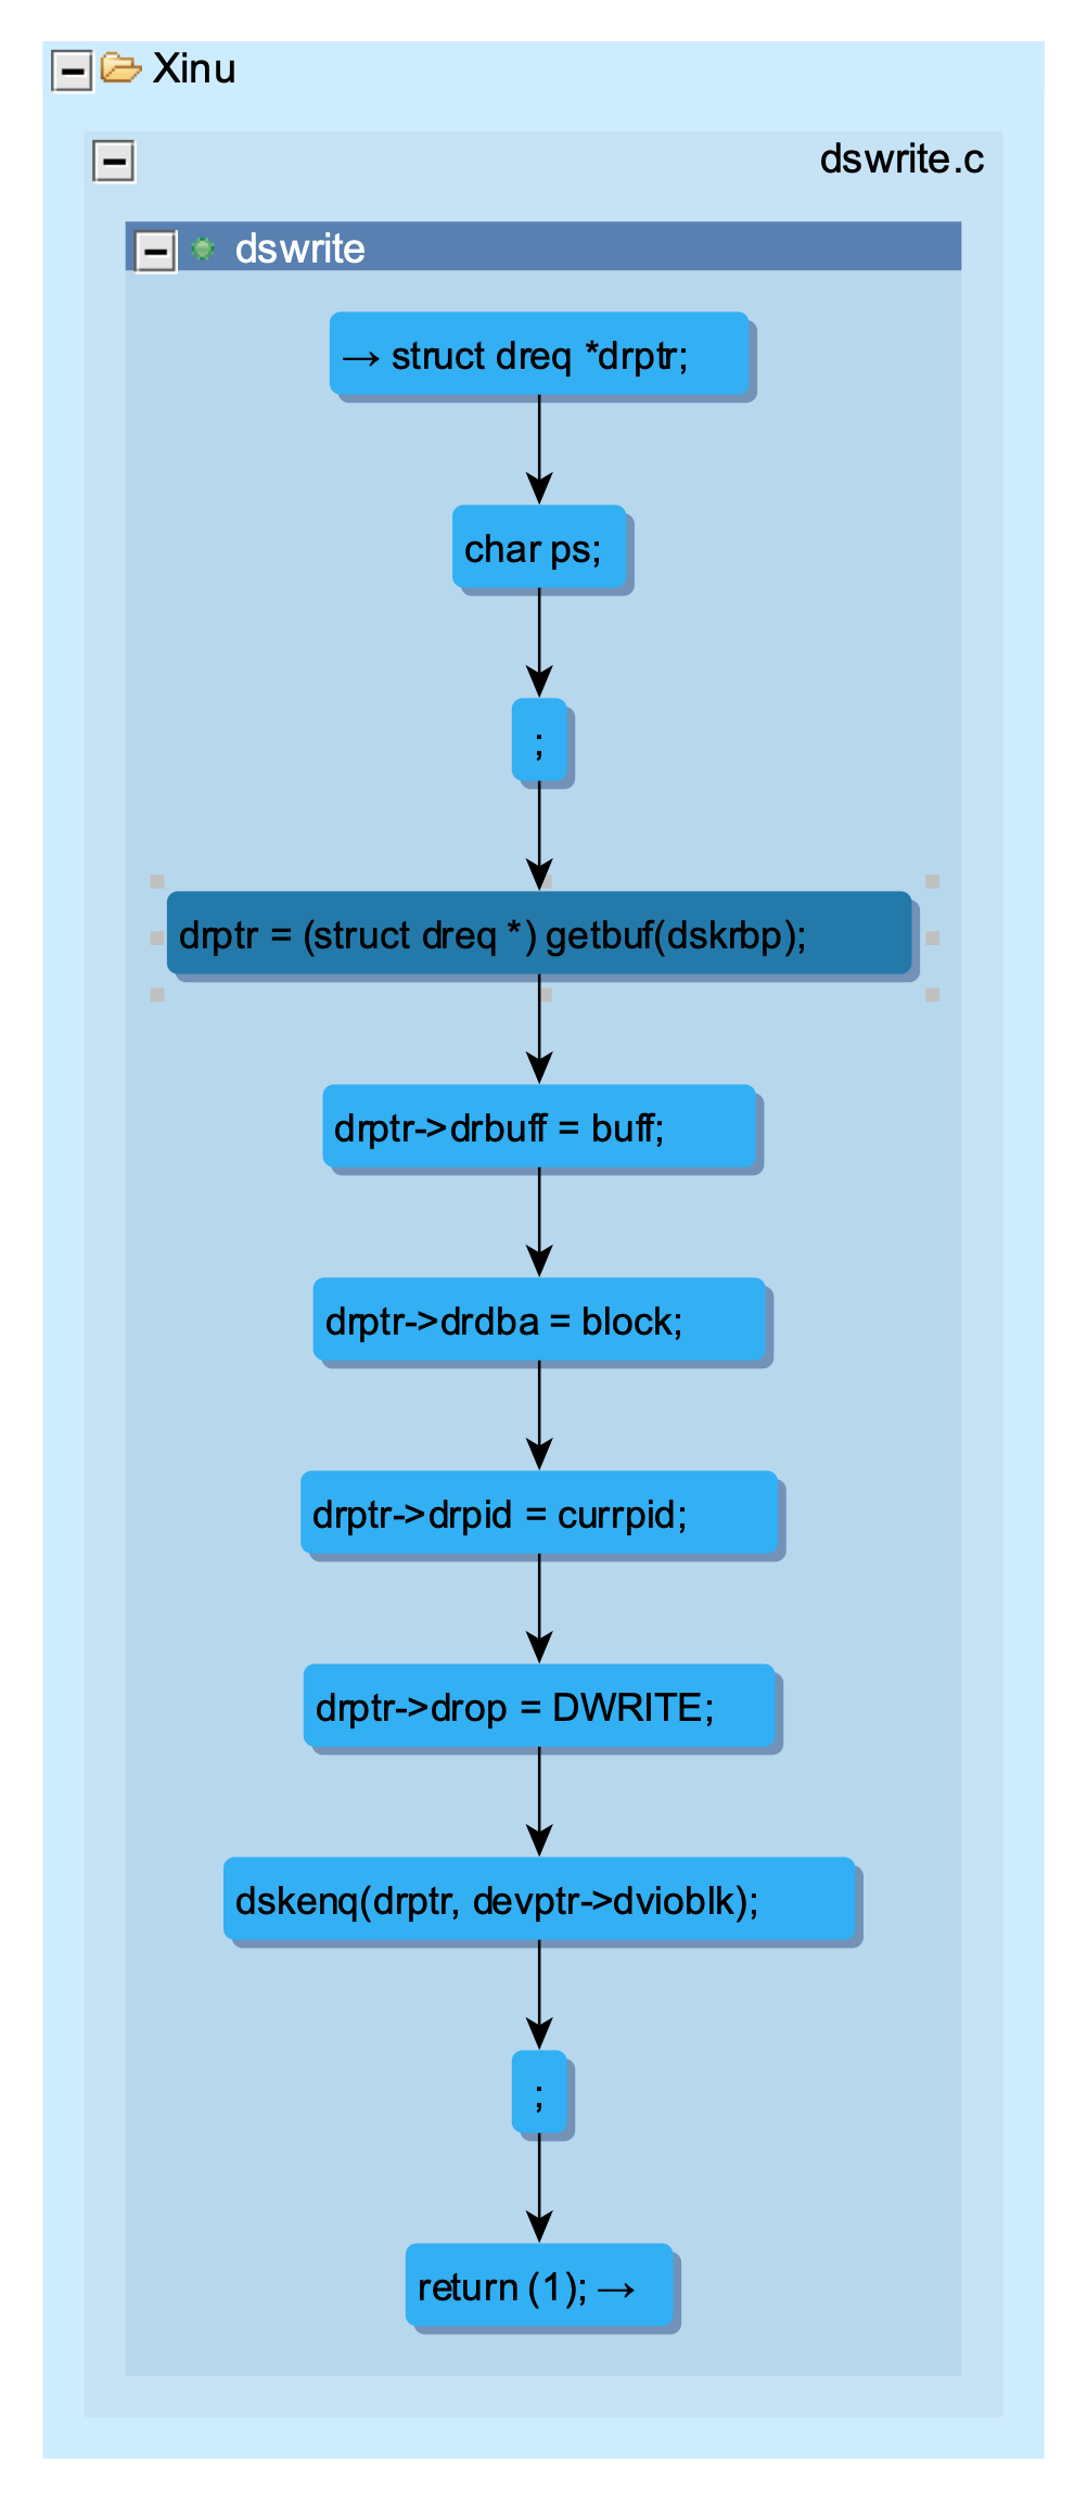 Xinu
dswrite.c
dswrite
→ struct dreq *drptr;
char ps;
;
drptr = (struct dreq *) getbuf(dskrbp);
drptr->drbuff = buff;
drptr->drdba = block;
drptr->drpid = currpid;
drptr->drop = DWRITE;
dskenq(drptr, devptr->dvioblk);
;
return (1); →